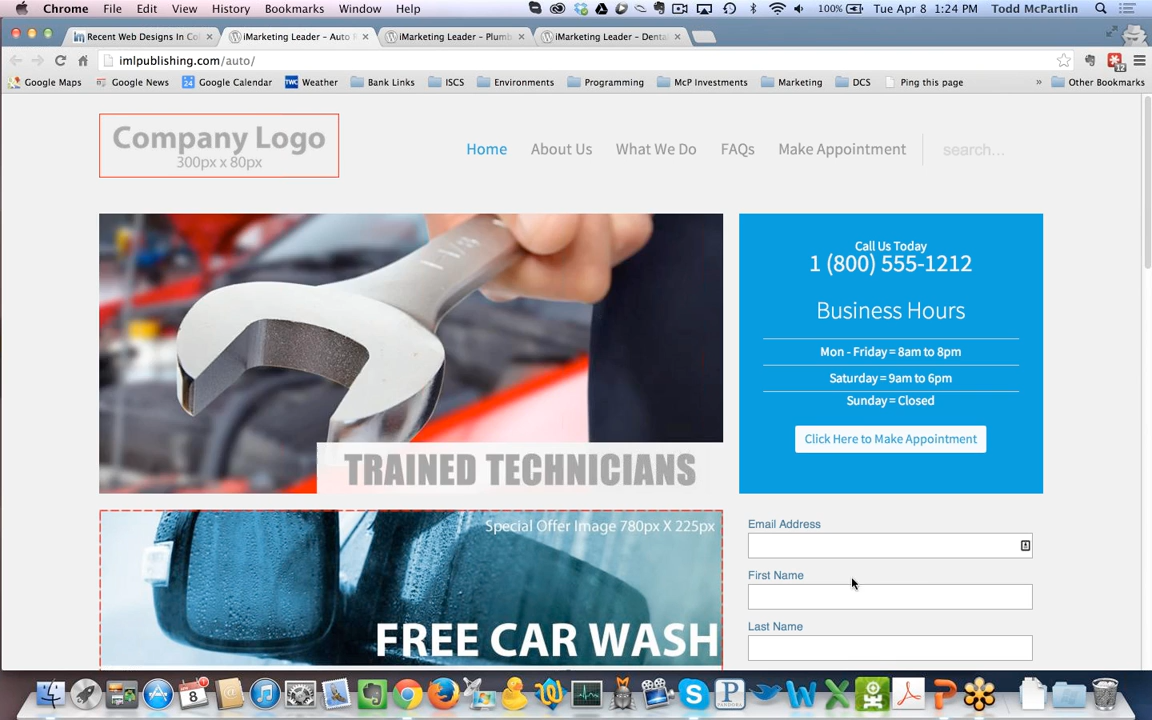 Chrome File Edit View History Bookmarks Window Help 100% Tue Apr 8 1:24 PM Todd McPartlin
Recent Web Designs In Co
iMarketing Leader - Auto
iMarketing Leader - Plumb
iMarketing Leader - Denta
imlpublishing.com/auto/
Google Maps Google News 24 Google Calendar TWC Weather Bank Links ISCS Environments Programming McP Investments Marketing DCS Ping this page » Other Bookmarks
Company Logo
300px x 80px
Home About Us What We Do FAQs Make Appointment search...
TRAINED TECHNICIANS
Call Us Today
1 (800) 555-1212
Business Hours
Mon - Friday = 8am to 8pm
Saturday = 9am to 6pm
Sunday = Closed
Click Here to Make Appointment
Special Offer Image 780px X 225px
FREE CAR WASH
Email Address
First Name
Last Name